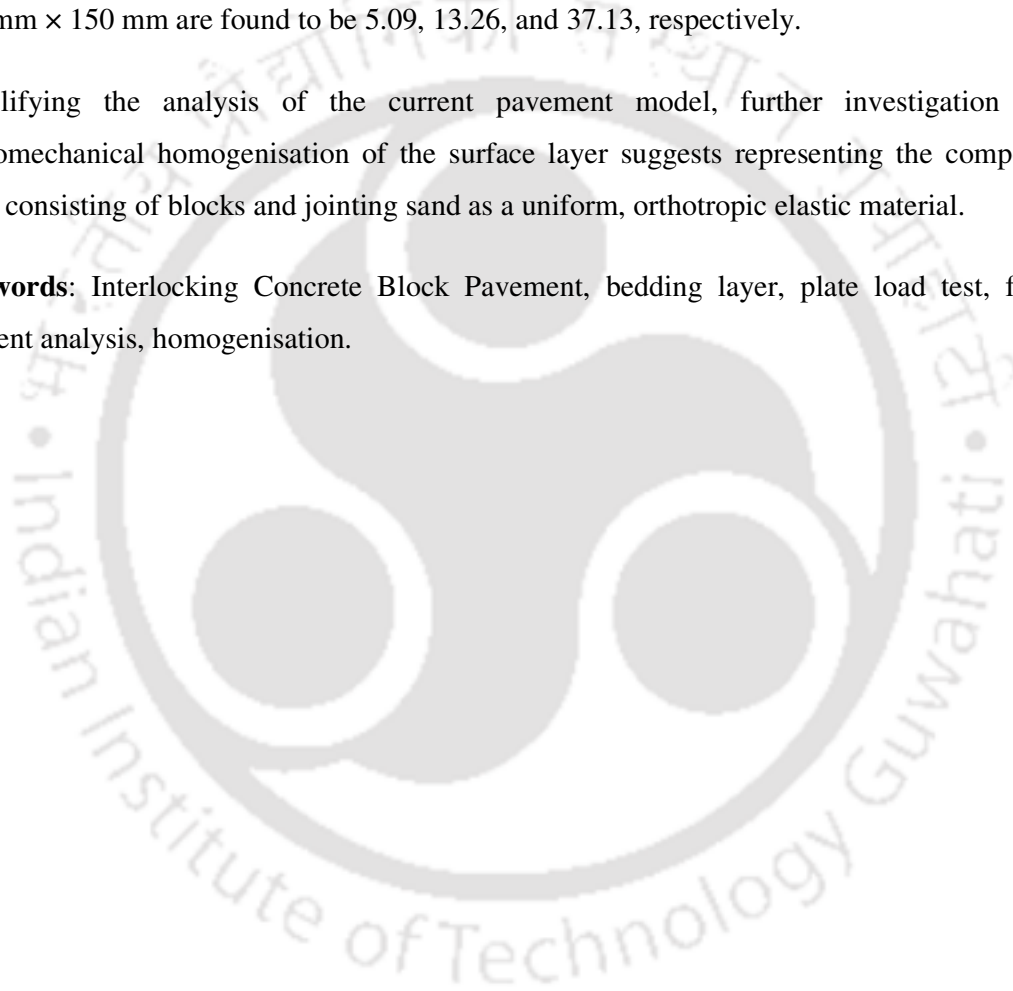 mm × 150 mm are found to be 5.09, 13.26, and 37.13, respectively.
lifying the analysis of the current pavement model, further investigation
omechanical homogenisation of the surface layer suggests representing the comp
consisting of blocks and jointing sand as a uniform, orthotropic elastic material.
words: Interlocking Concrete Block Pavement, bedding layer, plate load test, f
ent analysis, homogenisation.
Indian Institute of Technology Guwahati